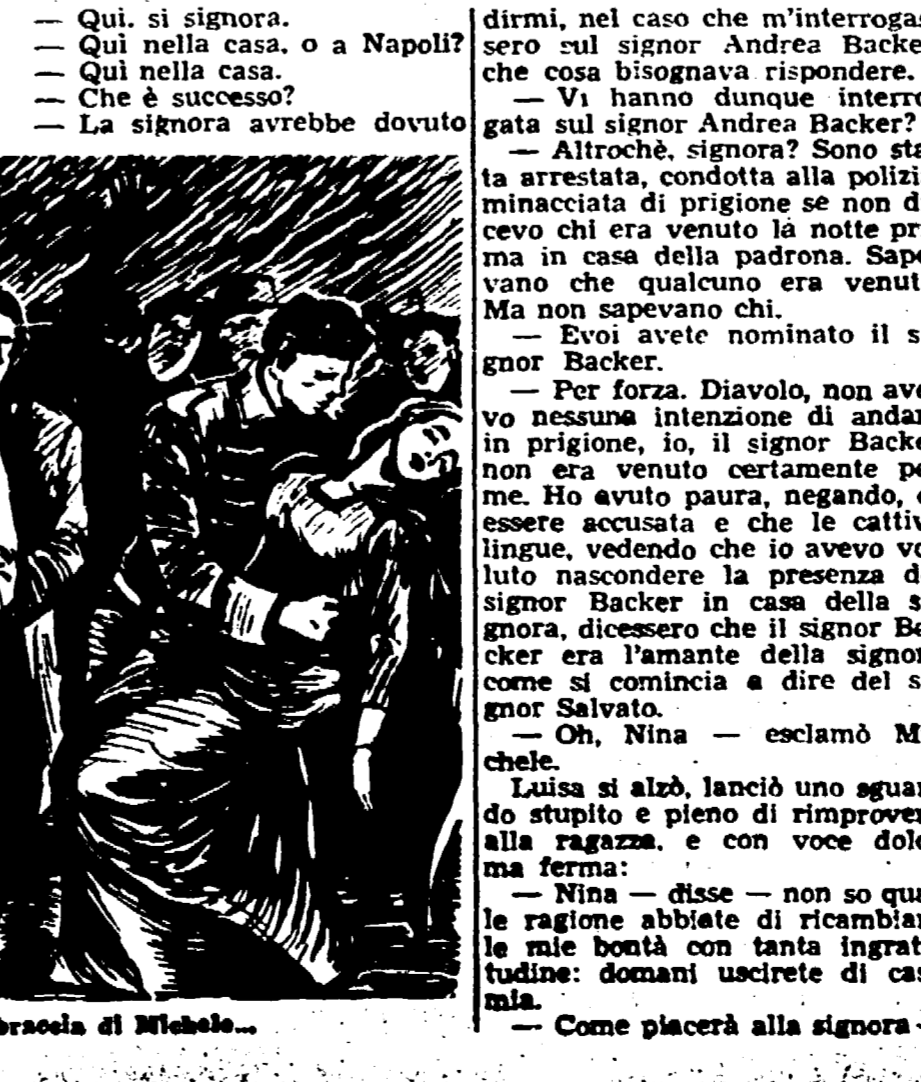 — Qui. si signora.
— Quì nella casa. o a Napoli?
— Quì nella casa.
— Che è successo?
— La signora avrebbe dovuto
braccia di Michele...
dirmi, nel caso che m'interrogas
sero sul signor Andrea Backe
che cosa bisognava rispondere.
— Vi hanno dunque interro
gata sul signor Andrea Backer?
— Altrochè, signora? Sono sta
ta arrestata, condotta alla polizi
minacciata di prigione se non d
cevo chi era venuto la notte pr
ma in casa della padrona. Sape
vano che qualcuno era venut
Ma non sapevano chi.
— Evoi avete nominato il s
gnor Backer.
— Per forza. Diavolo, non ave
vo nessuna intenzione di andar
in prigione, io, il signor Backe
non era venuto certamente pe
me. Ho avuto paura, negando,
essere accusata e che le cattiv
lingue, vedendo che io avevo vo
luto nascondere la presenza d
signor Backer in casa della s
gnora, dicessero che il signor Ba
cker era l'amante della signor
come si comincia a dire del s
gnor Salvato.
— Oh, Nina — esclamò M
chele.
Luisa si alzò, lanciò uno sguar
do stupito e pieno di rimprover
alla ragazza, e con voce dolc
ma ferma:
— Nina — disse — non so qua
le ragione abbiate di ricambiar
le mie bontà con tanta ingrat
tudine: domani uscirete di cas
mia.
— Come piacerà alla signora